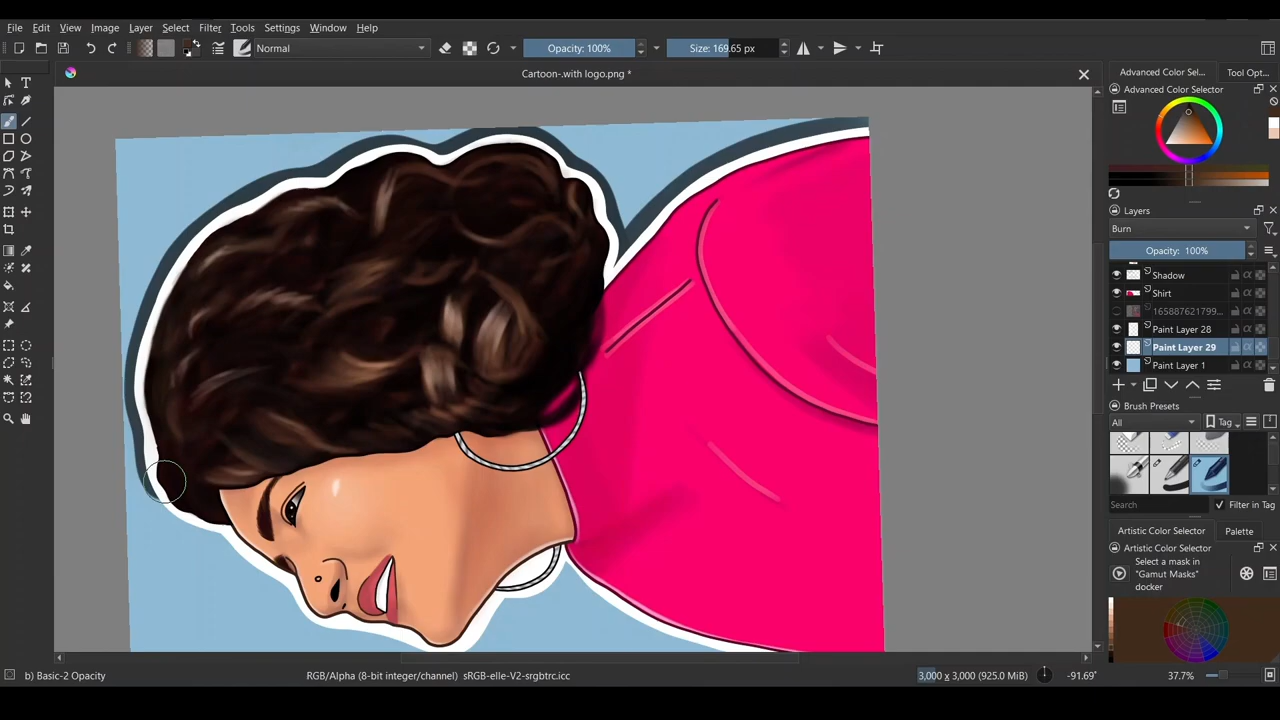 File Edit View Image Layer Select Filter Tools Settings Window Help
Normal Opacity: 100% Size: 169.65 px
Cartoon-.with logo.png *
Advanced Color Sel... Tool Opt...
Advanced Color Selector
Layers
Burn
Opacity: 100%
Shadow
Shirt
165887621799...
Paint Layer 28
Paint Layer 29
Paint Layer 1
Brush Presets
All Tag
Search Filter in Tag
Artistic Color Selector Palette
Artistic Color Selector
Select a mask in
"Gamut Masks"
docker
b) Basic-2 Opacity RGB/Alpha (8-bit integer/channel) sRGB-elle-V2-srgbtrc.icc 3,000 x 3,000 (925.0 MiB) -91.69° 37.7%